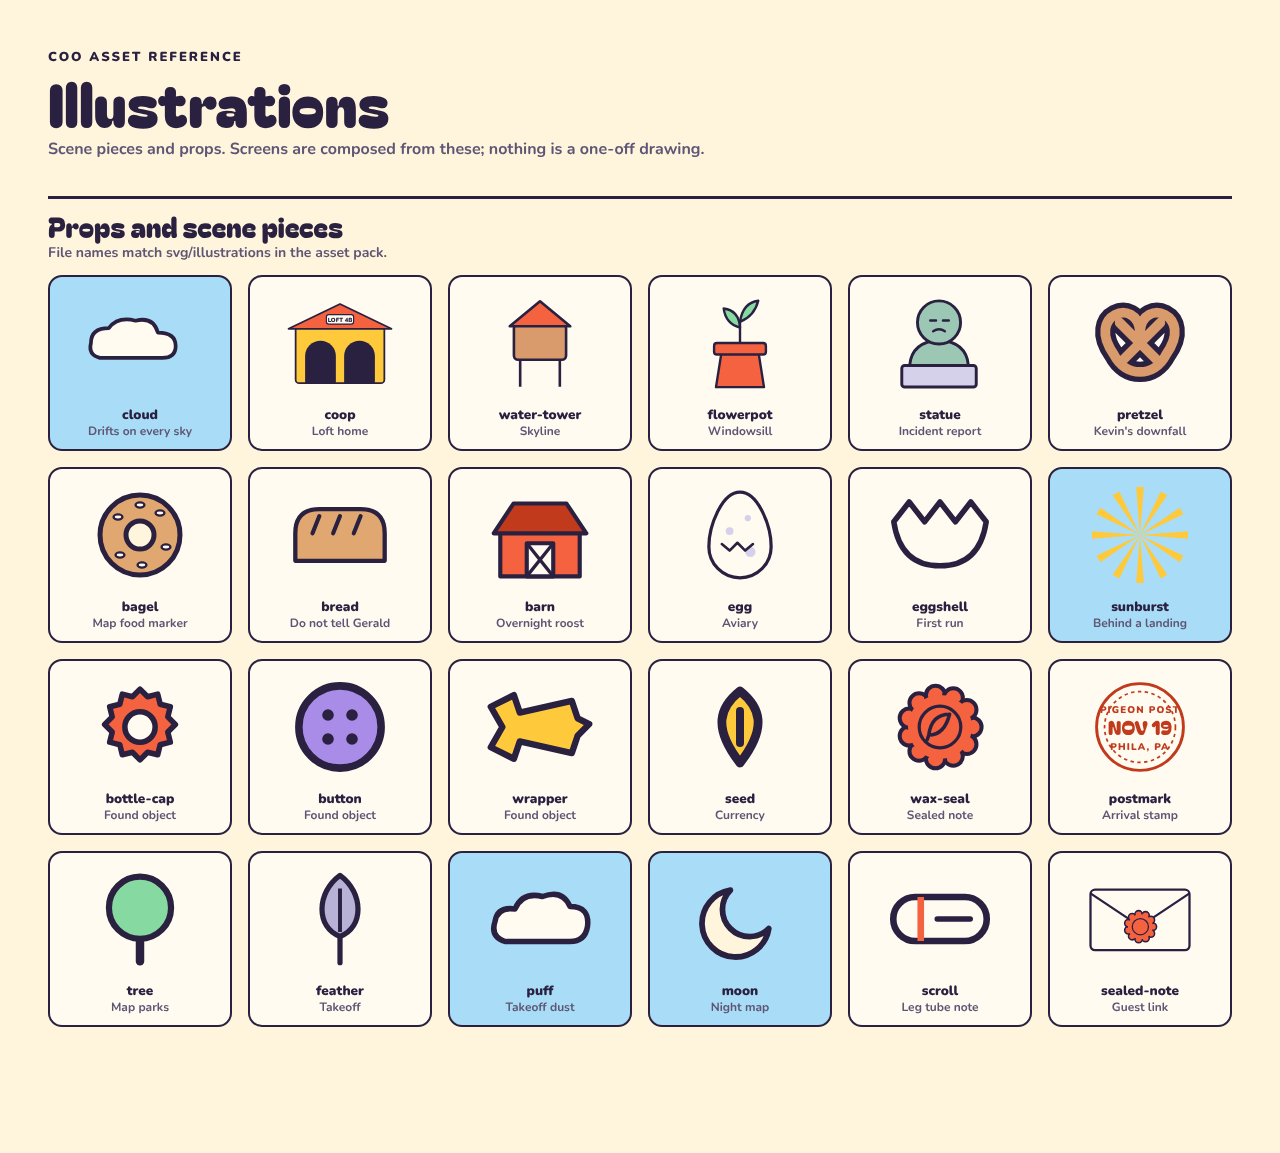 COO ASSET REFERENCE
Illustrations
Scene pieces and props. Screens are composed from these; nothing is a one-off drawing.
Props and scene pieces
File names match svg/illustrations in the asset pack.
cloud
Drifts on every sky
LOFT 4B
coop
Loft home
water-tower
Skyline
flowerpot
Windowsill
statue
Incident report
pretzel
Kevin's downfall
bagel
Map food marker
bread
Do not tell Gerald
barn
Overnight roost
egg
Aviary
eggshell
First run
sunburst
Behind a landing
bottle-cap
Found object
button
Found object
wrapper
Found object
seed
Currency
wax-seal
Sealed note
PIGEON POST
NOV 19
PHILA, PA
postmark
Arrival stamp
tree
Map parks
feather
Takeoff
puff
Takeoff dust
moon
Night map
scroll
Leg tube note
sealed-note
Guest link